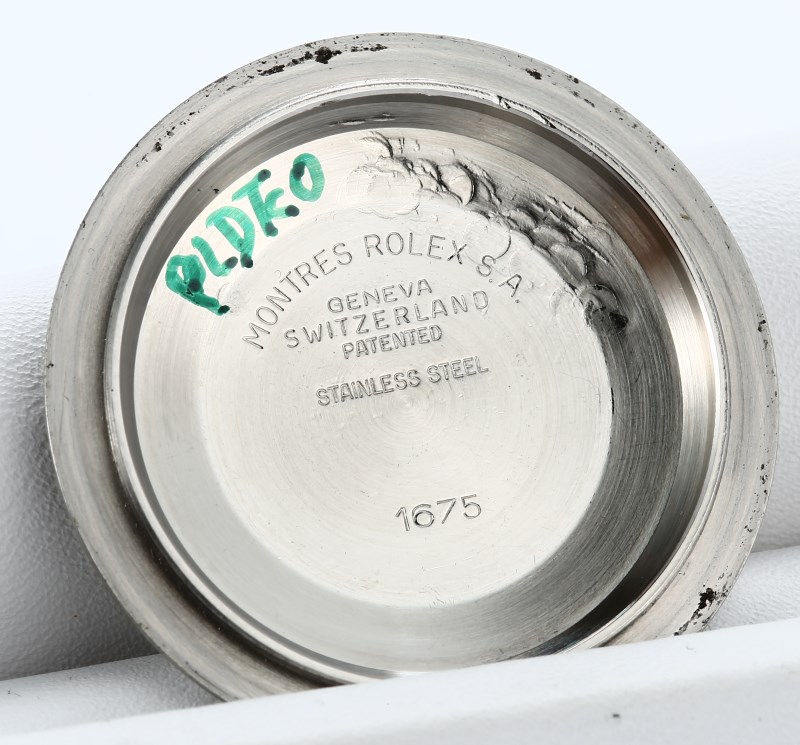 MONTRES ROLEX S.A.
GENEVA
SWITZERLAND
PATENTED
STAINLESS STEEL
1675